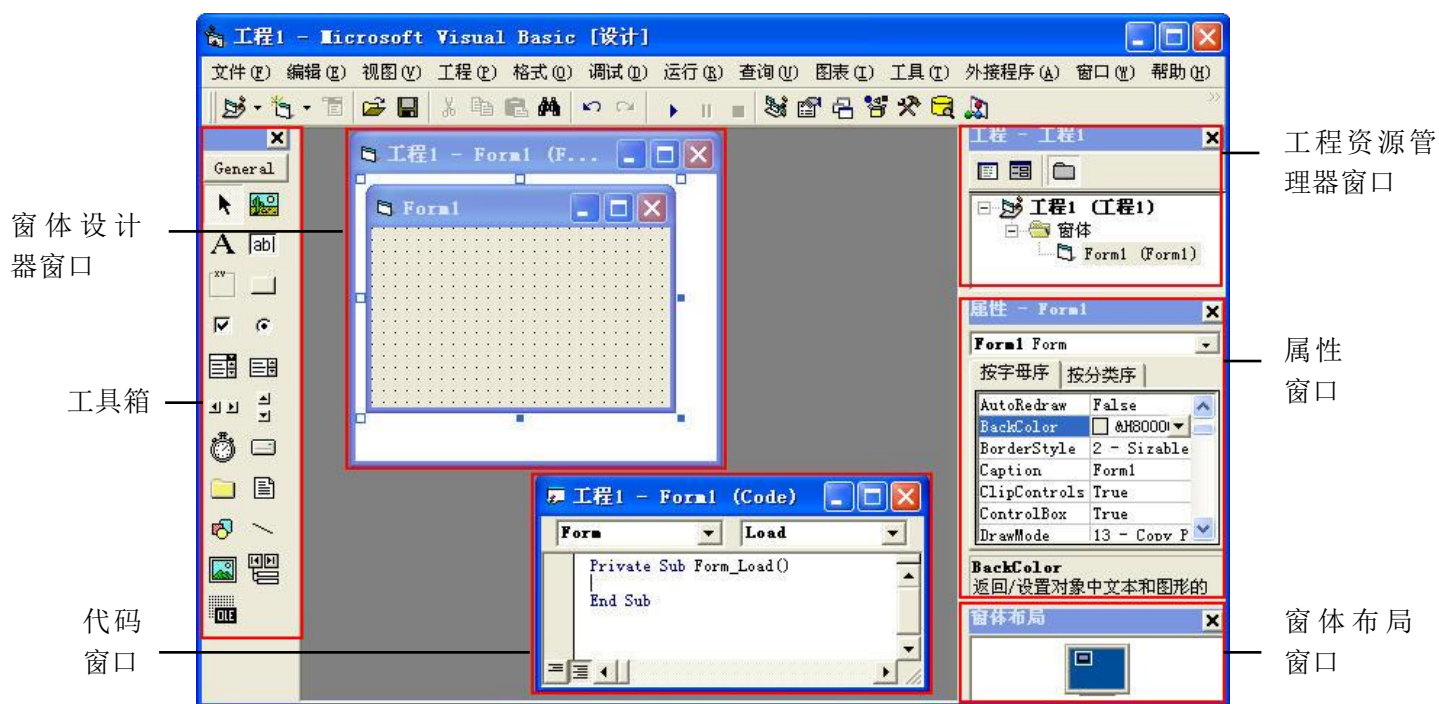 工程1 - Microsoft Visual Basic [设计]
文件(F) 编辑(E) 视图(V) 工程(P) 格式(O) 调试(D) 运行(R) 查询(U) 图表(I) 工具(T) 外接程序(A) 窗口(W) 帮助(H)
General
A
ab
xy
OLE
窗体设计
器窗口
工具箱
代码
窗口
工程1 - Form1 (F...
Form1
工程1 - Form1 (Code)
Form
Load
Private Sub Form_Load()
End Sub
工程 - 工程1
工程1 (工程1)
窗体
Form1 (Form1)
属性 - Form1
Form1 Form
按字母序
按分类序
AutoRedraw False
BackColor &H8000
BorderStyle 2 - Sizable
Caption Form1
ClipControls True
ControlBox True
DrawMode 13 - Copy P
BackColor
返回/设置对象中文本和图形的
窗体布局
工程资源管
理器窗口
属性
窗口
窗体布局
窗口